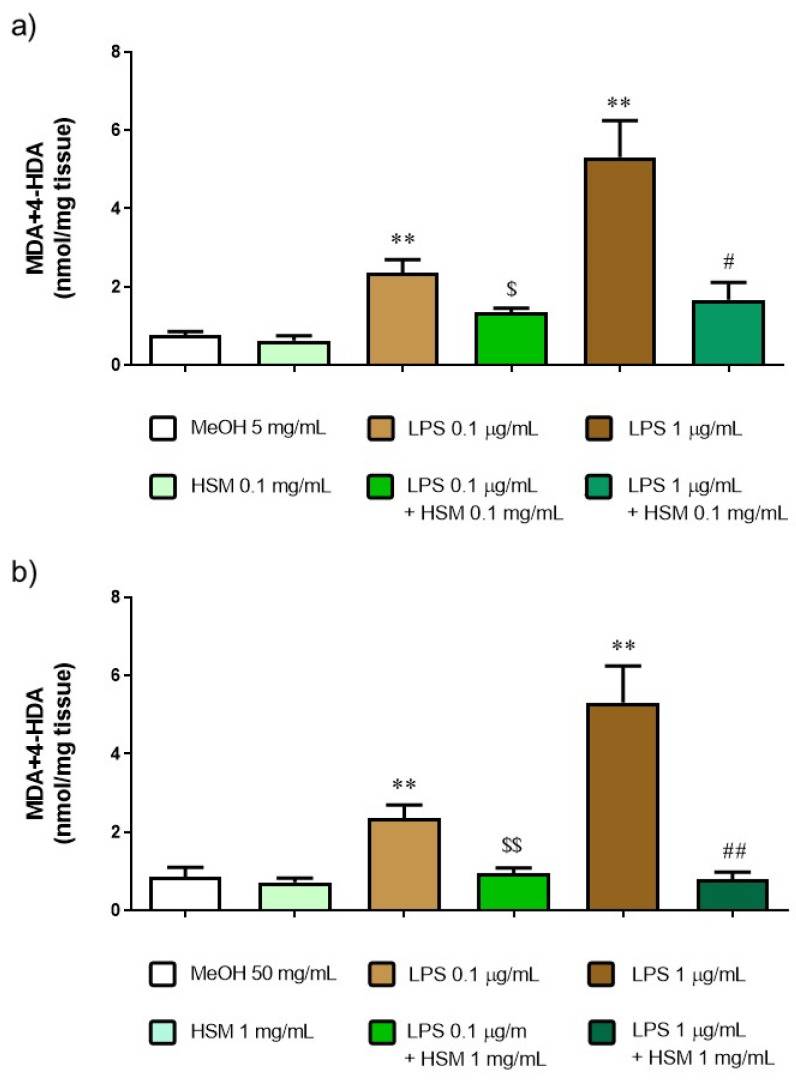 a)
MDA+4-HDA
(nmol/mg tissue)
8
6
4
2
0
**
$
**
#
MeOH 5 mg/mL
LPS 0.1 µg/mL
LPS 1 µg/mL
HSM 0.1 mg/mL
LPS 0.1 µg/mL
+ HSM 0.1 mg/mL
LPS 1 µg/mL
+ HSM 0.1 mg/mL
b)
MDA+4-HDA
(nmol/mg tissue)
8
6
4
2
0
**
$$
**
##
MeOH 50 mg/mL
LPS 0.1 µg/mL
LPS 1 µg/mL
HSM 1 mg/mL
LPS 0.1 µg/m
+ HSM 1 mg/mL
LPS 1 µg/mL
+ HSM 1 mg/mL